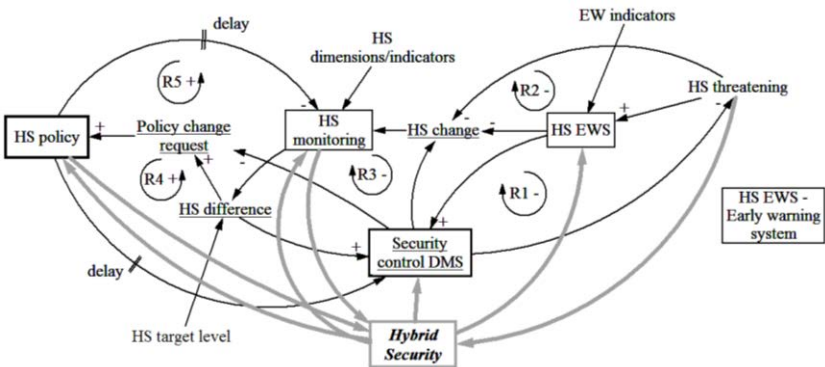 delay
HS
dimensions/indicators
EW indicators
R5 +
R2 -
HS threatening
-
+
-
-
-
HS policy
+
Policy change
request
HS
monitoring
HS change
-
HS EWS
R4 +
+
-
R3 -
R1 -
HS difference
HS EWS -
Early warning
system
+
+
Security
control DMS
delay
HS target level
Hybrid
Security